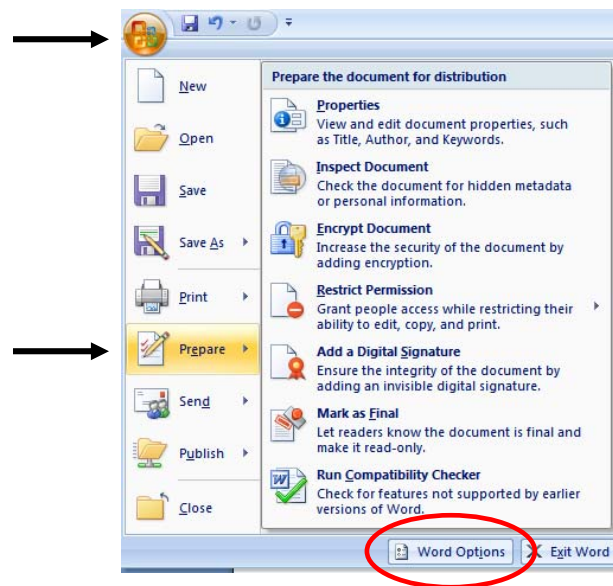 New
Open
Save
Save As
Print
Prepare
Send
Publish
Close
Prepare the document for distribution
Properties
View and edit document properties, such
as Title, Author, and Keywords.
Inspect Document
Check the document for hidden metadata
or personal information.
Encrypt Document
Increase the security of the document by
adding encryption.
Restrict Permission
Grant people access while restricting their
ability to edit, copy, and print.
Add a Digital Signature
Ensure the integrity of the document by
adding an invisible digital signature.
Mark as Final
Let readers know the document is final and
make it read-only.
Run Compatibility Checker
Check for features not supported by earlier
versions of Word.
Word Options
Exit Word